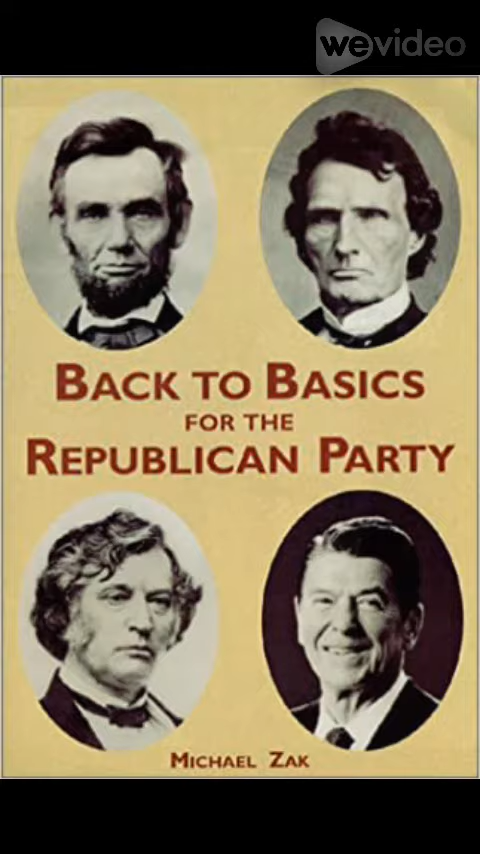 wevideo
BACK TO BASICS
FOR THE
REPUBLICAN PARTY
MICHAEL ZAK